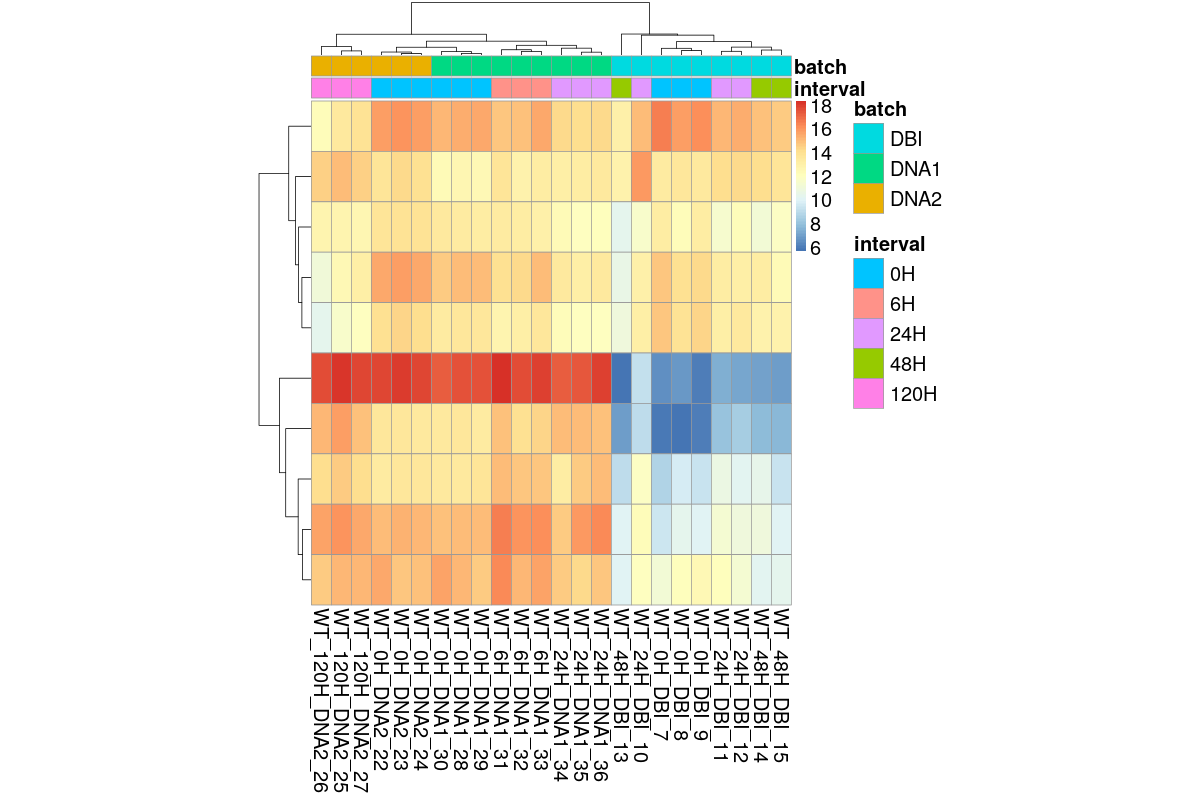 batch
interval
18
16
14
12
10
8
6
batch
DBI
DNA1
DNA2
interval
0H
6H
24H
48H
120H
WT_120H_DNA2_26
WT_120H_DNA2_25
WT_120H_DNA2_27
WT_0H_DNA2_22
WT_0H_DNA2_23
WT_0H_DNA2_24
WT_0H_DNA1_30
WT_0H_DNA1_28
WT_0H_DNA1_29
WT_6H_DNA1_31
WT_6H_DNA1_32
WT_6H_DNA1_33
WT_24H_DNA1_34
WT_24H_DNA1_35
WT_24H_DNA1_36
WT_48H_DBI_13
WT_24H_DBI_10
WT_0H_DBI_7
WT_0H_DBI_8
WT_0H_DBI_9
WT_24H_DBI_11
WT_24H_DBI_12
WT_48H_DBI_14
WT_48H_DBI_15